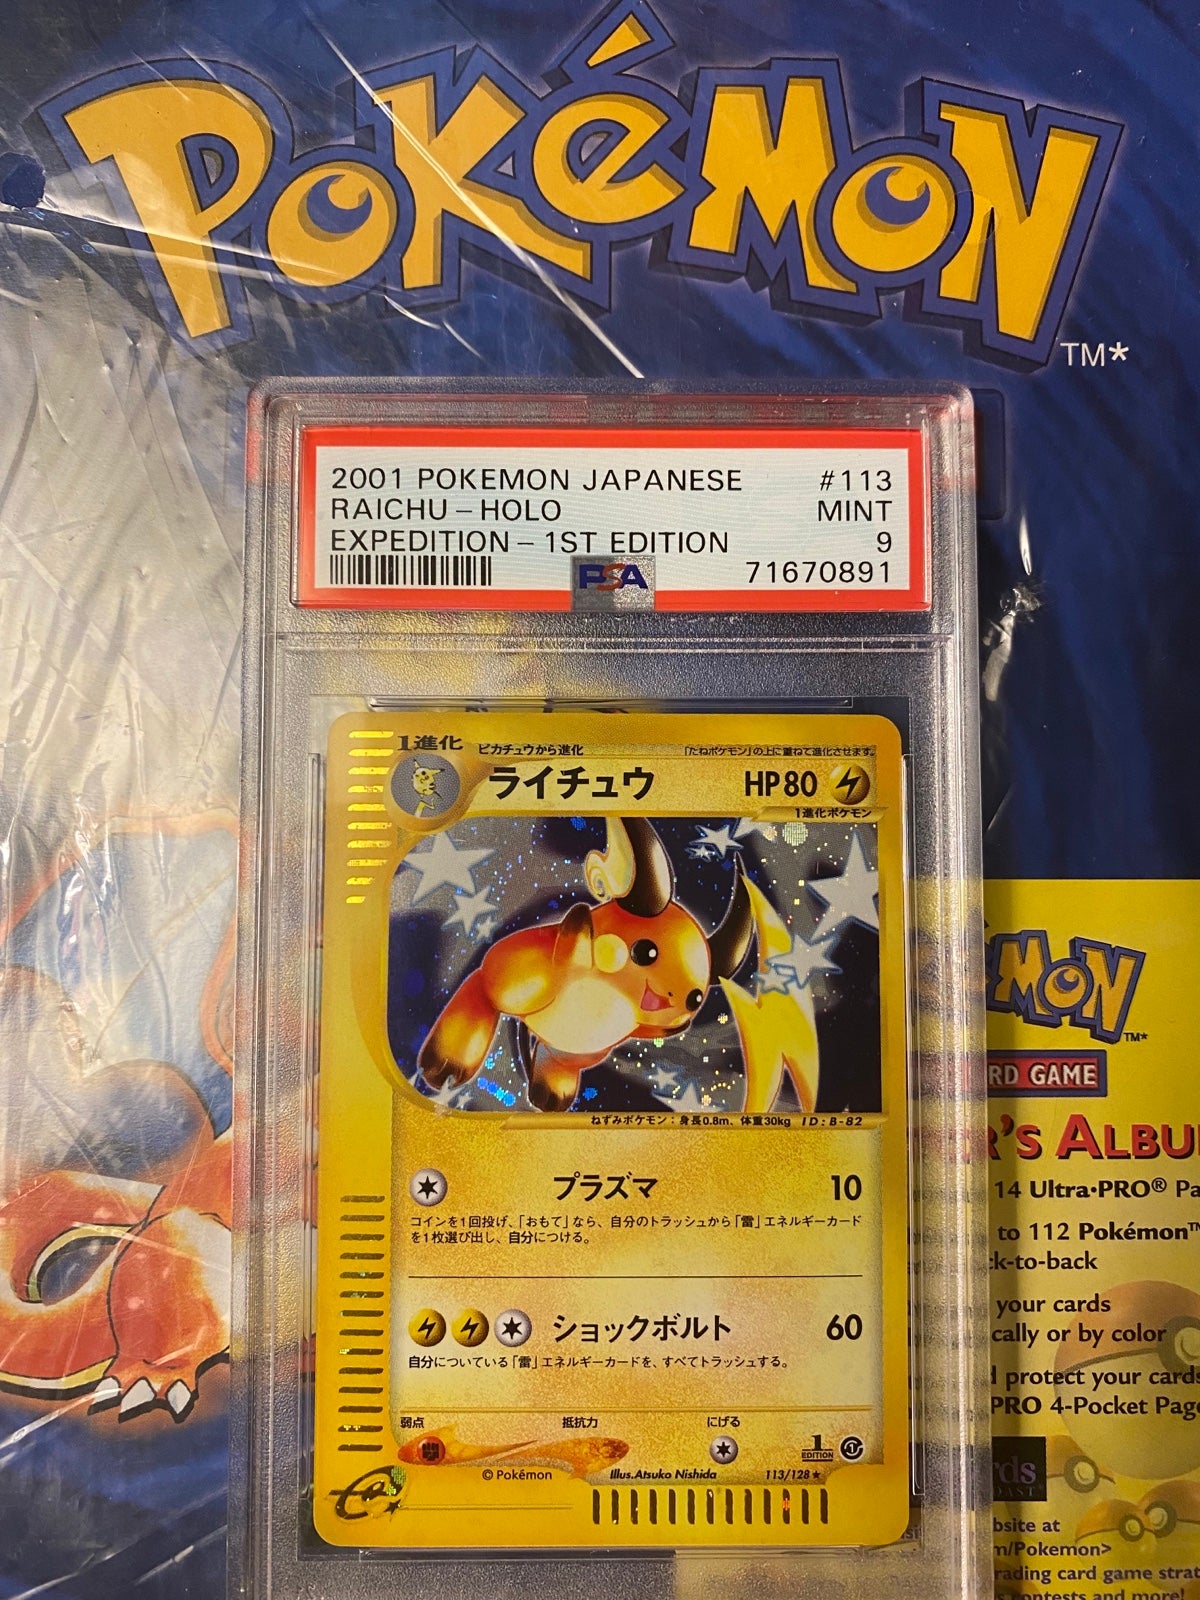 POKéMON
TM*
2001 POKEMON JAPANESE #113
RAICHU-HOLO MINT
EXPEDITION-1ST EDITION 9
PSA 71670891
1進化 ピカチュウから進化 「たねポケモン」の上に重ねて進化させます。
ライチュウ HP80
1進化ポケモン
ねずみポケモン:身長0.8m、体重30kg ID:B-82
プラズマ 10
コインを1回投げ、「おもて」なら、自分のトラッシュから「雷」エネルギーカード
を1枚選び出し、自分につける。
ショックボルト 60
自分についている「雷」エネルギーカードを、すべてトラッシュする。
弱点 抵抗力 にげる
1
EDITION
©Pokémon Illus.Atsuko Nishida 113/128★
e
MON
TM*
RD GAME
R'S ALBU
14 Ultra•PRO® Pa
to 112 Pokémon™
ck-to-back
your cards
cally or by color
protect your cards
PRO 4-Pocket Page
rds
bsite at
m/Pokemon>
rading card game strat
contests and more!